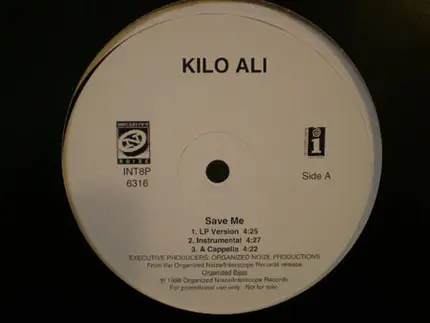 KILO ALI
NOIZE
INT8P
6316
i
Side A
Save Me
1. LP Version 4:25
2. Instrumental 4:27
3. A Cappella 4:22
EXECUTIVE PRODUCERS: ORGANIZED NOIZE PRODUCTIONS
From the Organized Noize/Interscope Records release
Organized Bass
℗ 1998 Organized Noize/Interscope Records
For promotional use only. Not for sale.